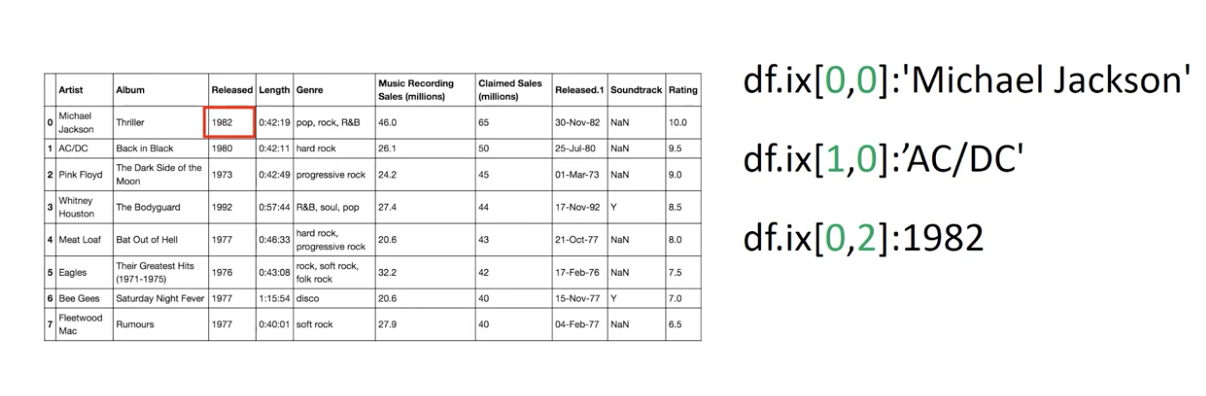 Artist Album Released Length Genre Music Recording Sales (millions) Claimed Sales (millions) Released.1 Soundtrack Rating
0 Michael Jackson Thriller 1982 0:42:19 pop, rock, R&B 46.0 65 30-Nov-82 NaN 10.0
1 AC/DC Back in Black 1980 0:42:11 hard rock 26.1 50 25-Jul-80 NaN 9.5
2 Pink Floyd The Dark Side of the Moon 1973 0:42:49 progressive rock 24.2 45 01-Mar-73 NaN 9.0
3 Whitney Houston The Bodyguard 1992 0:57:44 R&B, soul, pop 27.4 44 17-Nov-92 Y 8.5
4 Meat Loaf Bat Out of Hell 1977 0:46:33 hard rock, progressive rock 20.6 43 21-Oct-77 NaN 8.0
5 Eagles Their Greatest Hits (1971-1975) 1976 0:43:08 rock, soft rock, folk rock 32.2 42 17-Feb-76 NaN 7.5
6 Bee Gees Saturday Night Fever 1977 1:15:54 disco 20.6 40 15-Nov-77 Y 7.0
7 Fleetwood Mac Rumours 1977 0:40:01 soft rock 27.9 40 04-Feb-77 NaN 6.5
df.ix[0,0]:'Michael Jackson'
df.ix[1,0]:’AC/DC'
df.ix[0,2]:1982